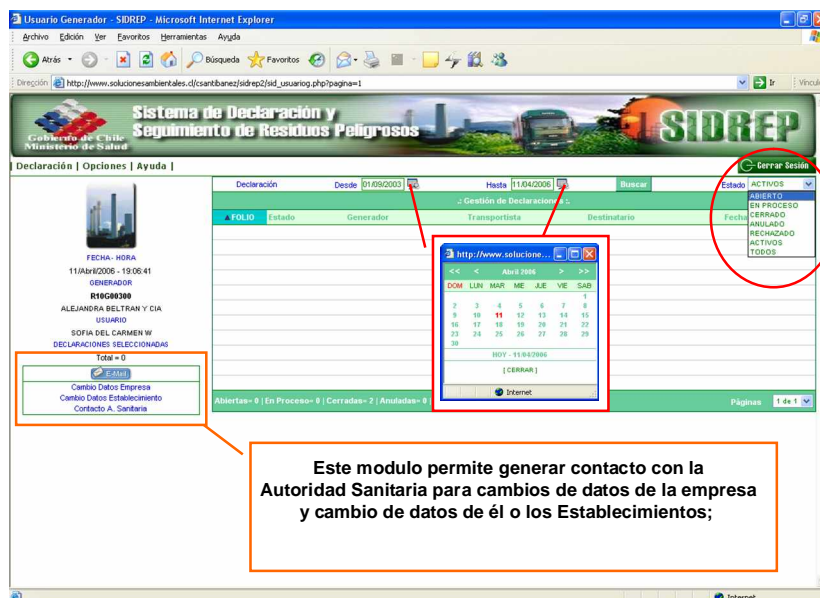 Usuario Generador - SIDREP - Microsoft Internet Explorer
Archivo Edición Ver Favoritos Herramientas Ayuda
Atrás Búsqueda Favoritos
Dirección http://www.solucionesambientales.cl/csantibanez/sidrep2/sid_usuariog.php?pagina=1 Ir Vínculos
Sistema de Declaración y
Seguimiento de Residuos Peligrosos
Gobierno de Chile
Ministerio de Salud
SIDREP
Declaración | Opciones | Ayuda |
Cerrar Sesión
Declaración Desde 01/09/2003 Hasta 11/04/2006 Buscar Estado ACTIVOS
.: Gestión de Declaraciones :.
FOLIO Estado Generador Transportista Destinatario Fecha
ABIERTO
EN PROCESO
CERRADO
ANULADO
RECHAZADO
ACTIVOS
TODOS
FECHA- HORA
11/Abril/2006 - 19:06:41
GENERADOR
R10G00300
ALEJANDRA BELTRAN Y CIA
USUARIO
SOFIA DEL CARMEN W
DECLARACIONES SELECCIONADAS
Total = 0
E-Mail
Cambio Datos Empresa
Cambio Datos Establecimiento
Contacto A. Sanitaria
http://www.solucione...
<< < Abril 2006 > >>
DOM LUN MAR MIE JUE VIE SAB
1
2 3 4 5 6 7 8
9 10 11 12 13 14 15
16 17 18 19 20 21 22
23 24 25 26 27 28 29
30
HOY - 11/04/2006
[ CERRAR ]
Internet
Abiertas= 0 | En Proceso= 0 | Cerradas= 2 | Anuladas= 0 |
Páginas 1 de 1
Este modulo permite generar contacto con la
Autoridad Sanitaria para cambios de datos de la empresa
y cambio de datos de él o los Establecimientos;
Internet